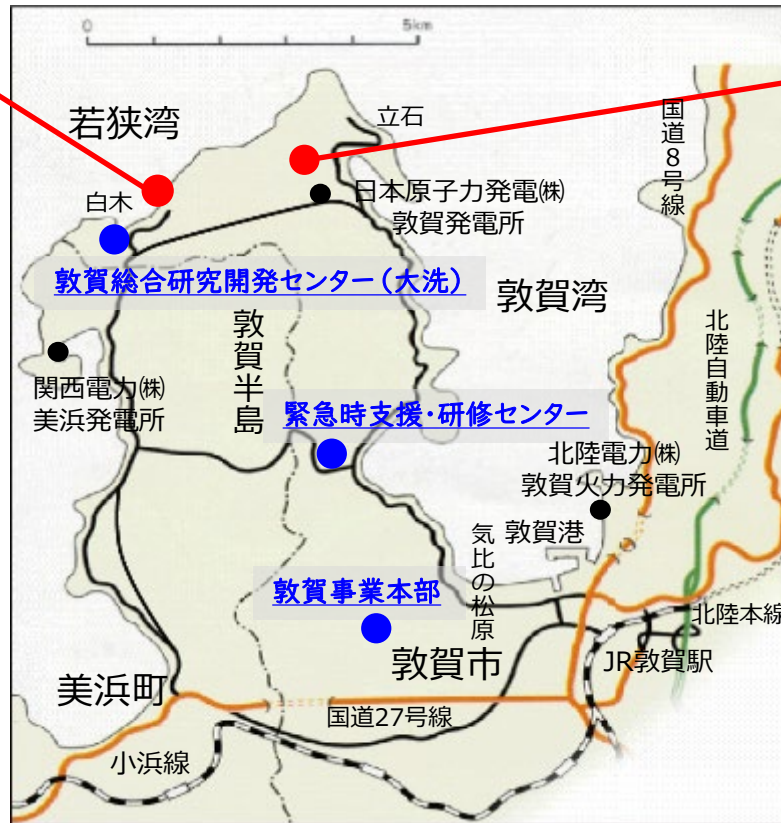 0
5km
若狭湾
立石
国道8号線
白木
日本原子力発電㈱
敦賀発電所
敦賀総合研究開発センター(大洗)
敦賀湾
敦賀半島
北陸自動車道
関西電力㈱
美浜発電所
緊急時支援・研修センター
北陸電力㈱
敦賀火力発電所
敦賀港
気比の松原
敦賀事業本部
北陸本線
敦賀市
JR敦賀駅
美浜町
国道27号線
小浜線